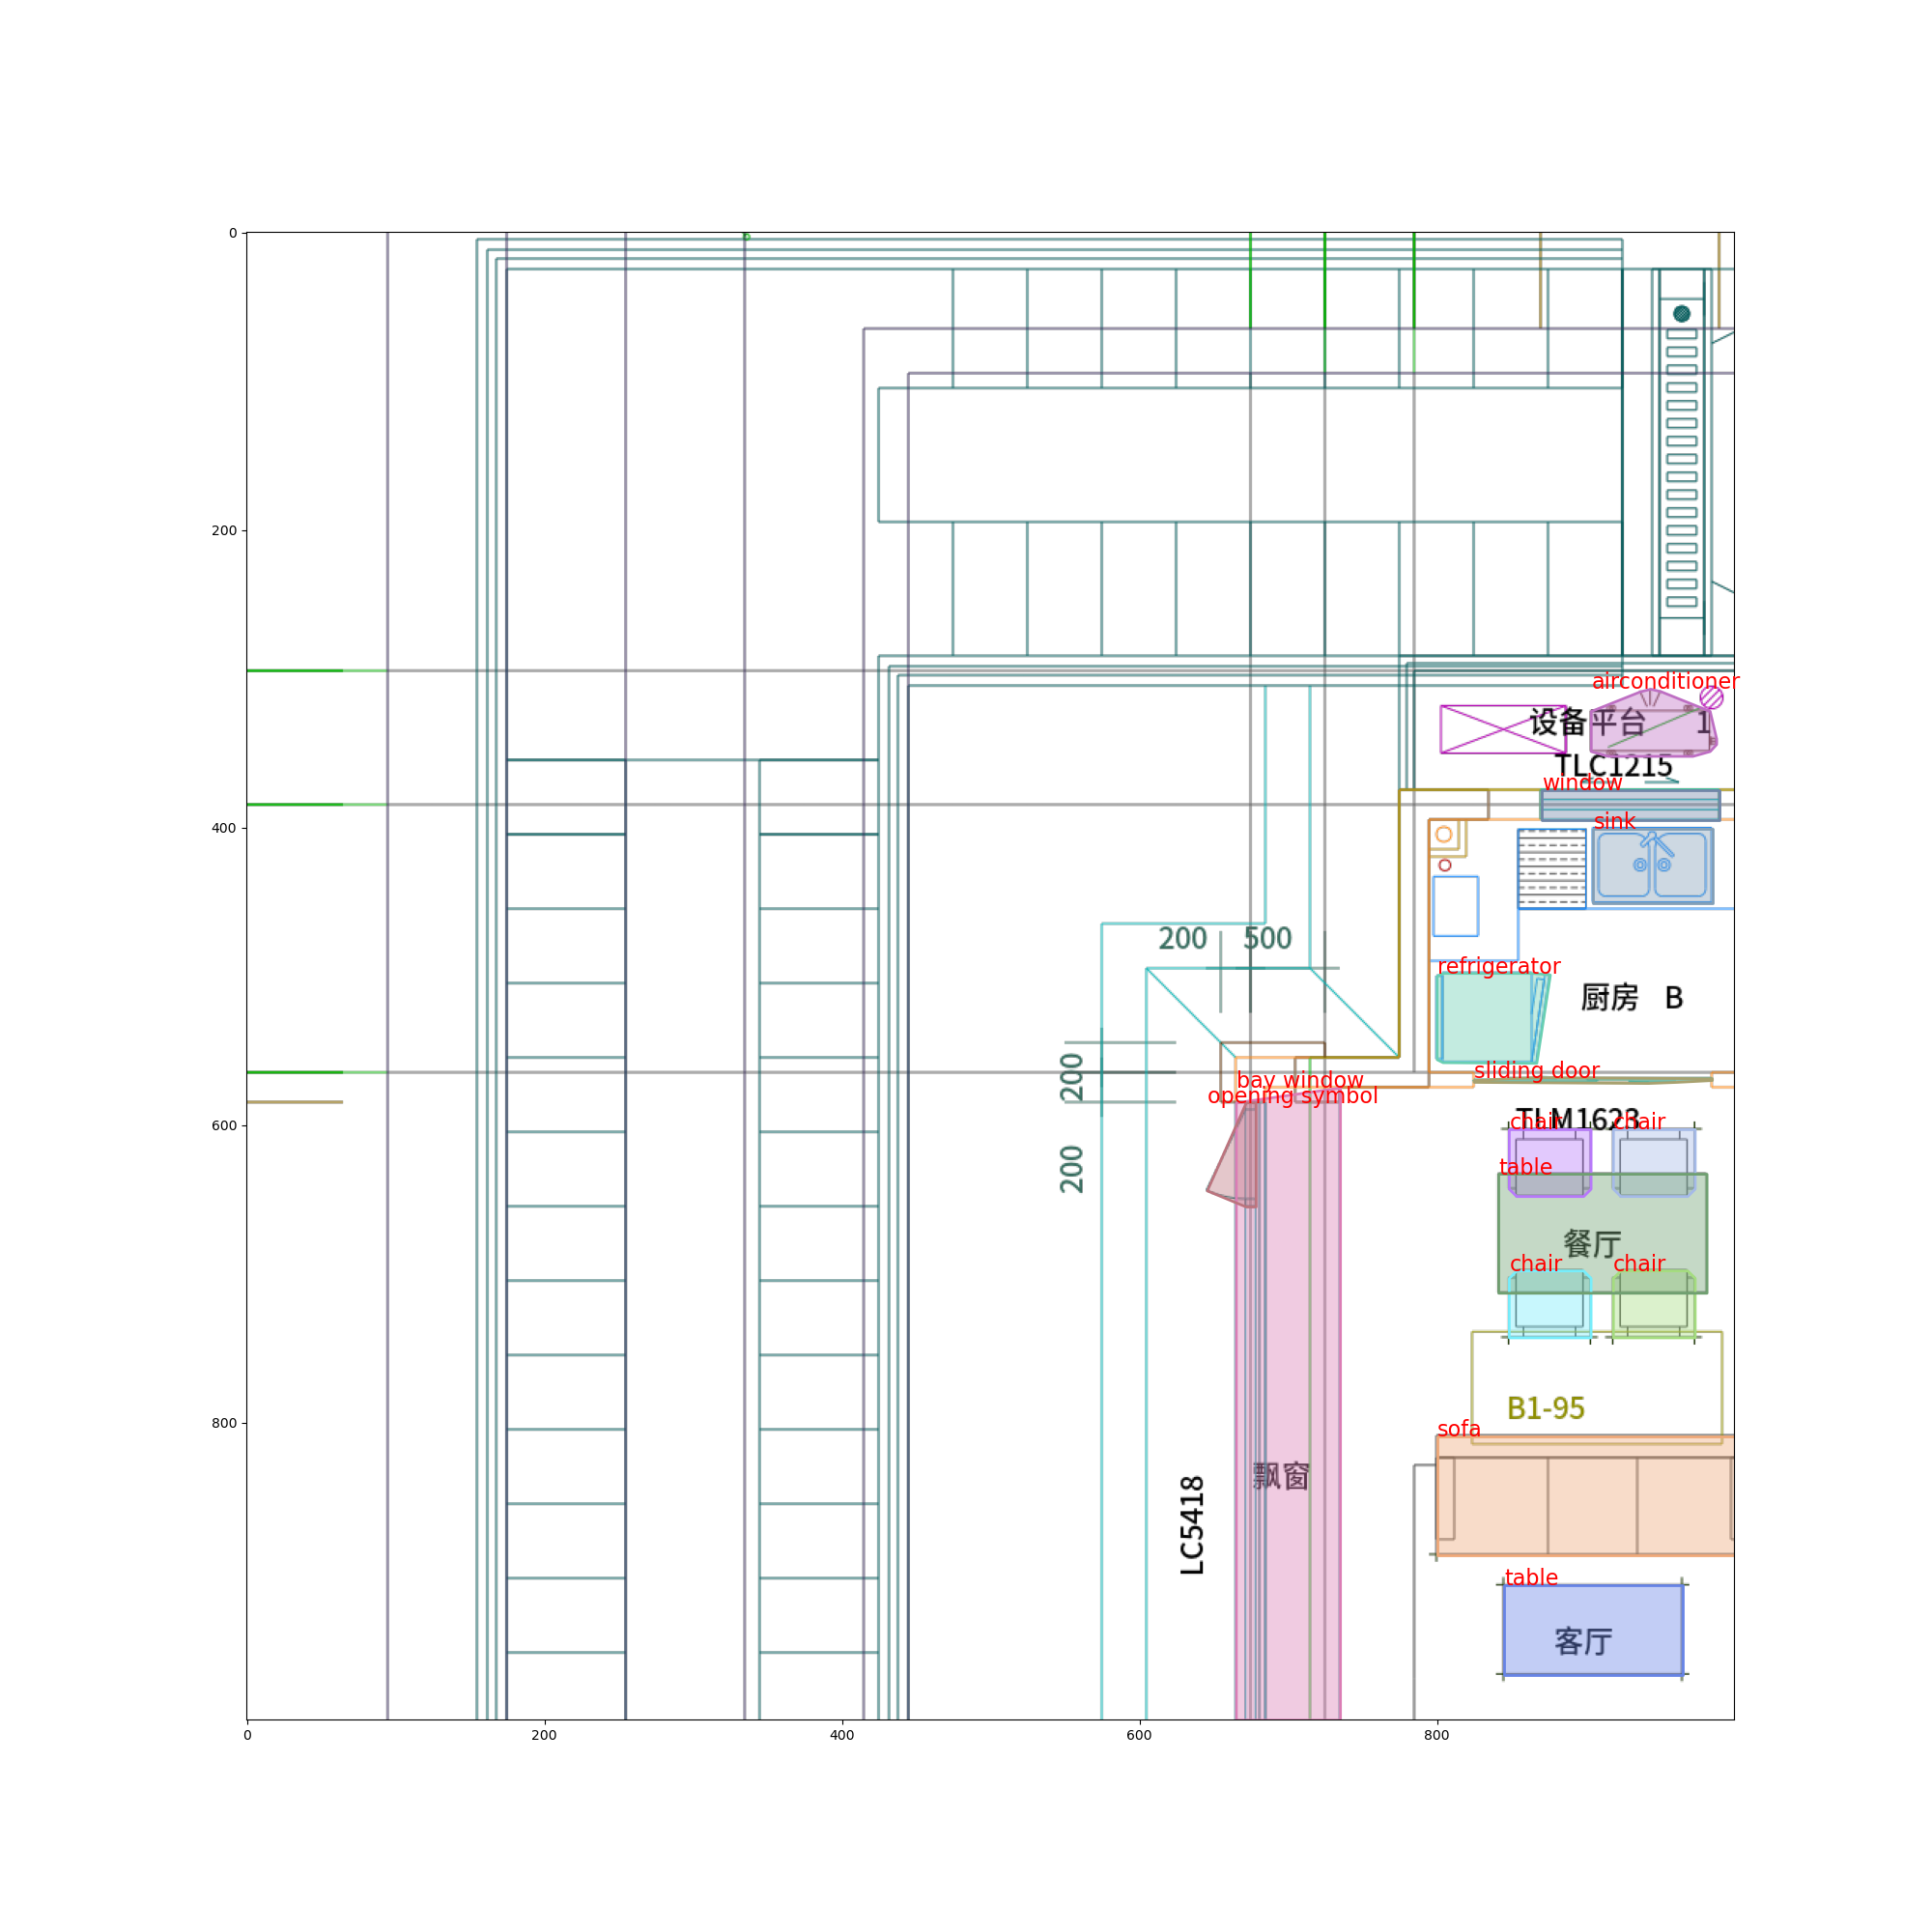 0
200
400
600
800
0
200
400
600
800
airconditioner
设备平台 1
TLC1215
window
sink
200 500
refrigerator
厨房 B
200
sliding door
bay window
opening symbol
TLM1623
chair
chair
200
table
餐厅
chair
chair
B1-95
sofa
飘窗
LC5418
table
客厅